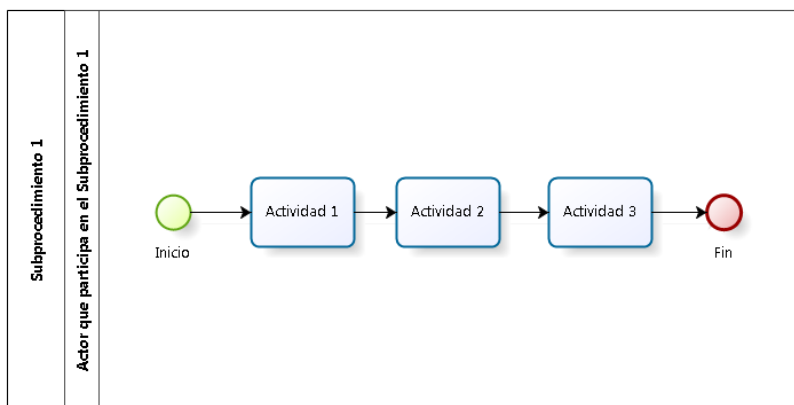 Subprocedimiento 1
Actor que participa en el Subprocedimiento 1
Inicio
Actividad 1
Actividad 2
Actividad 3
Fin